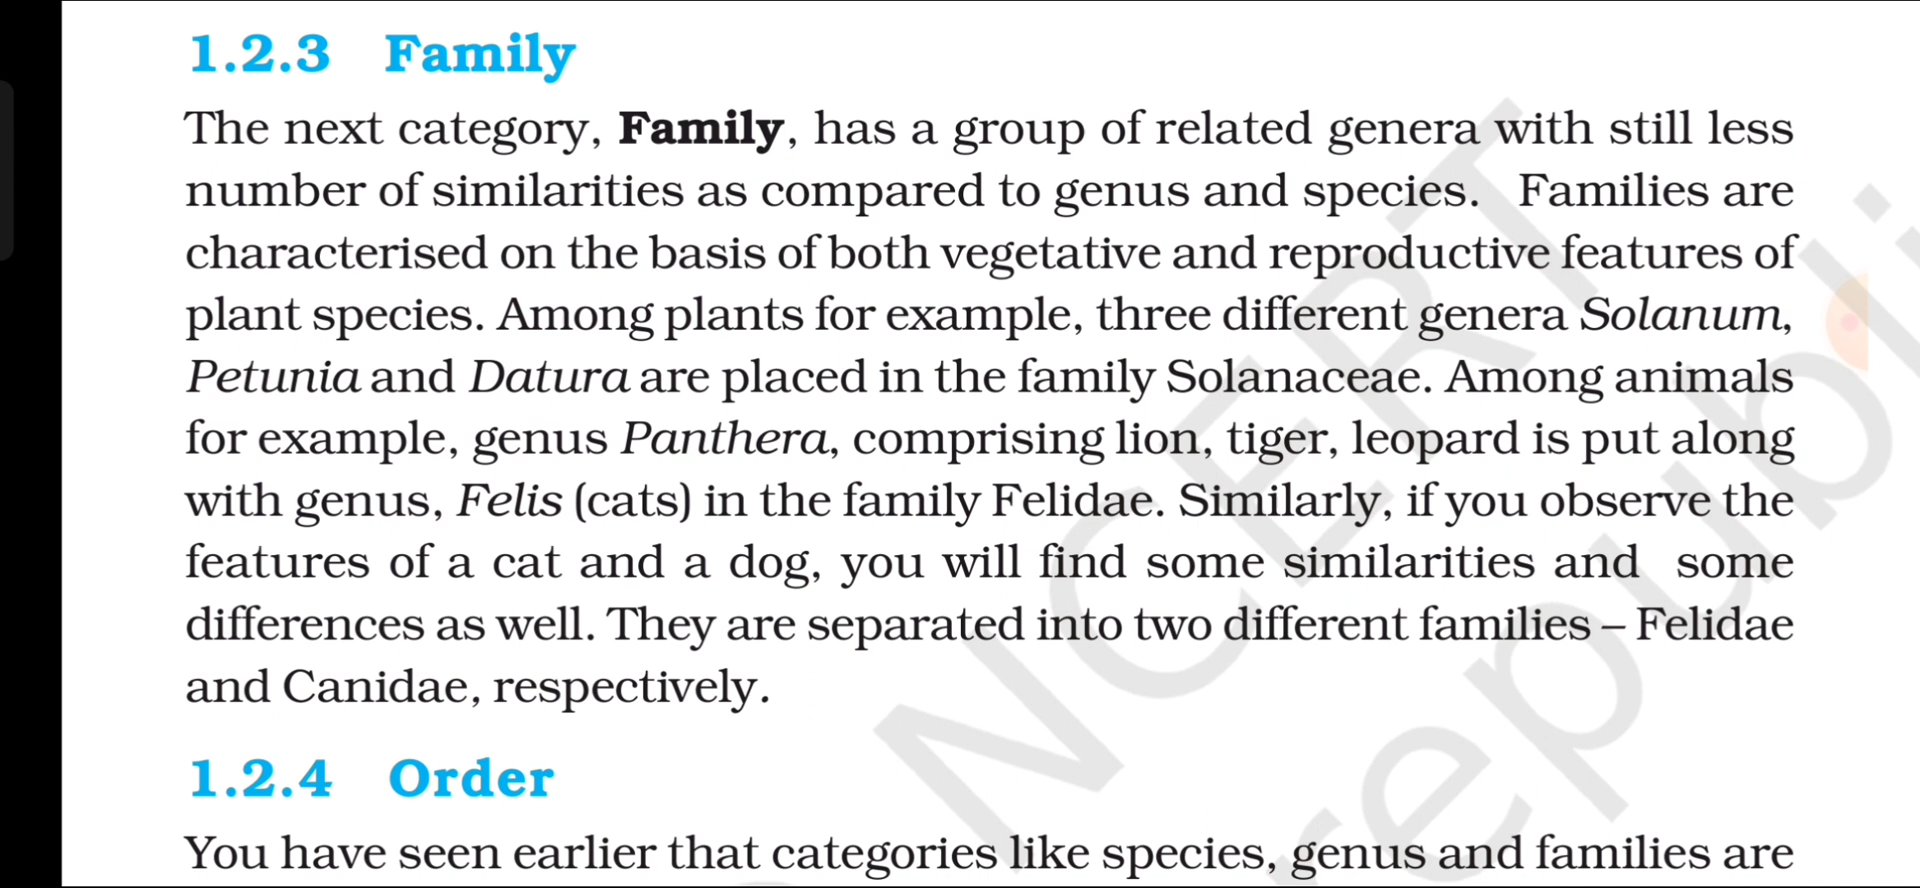 1.2.3 Family
The next category, Family, has a group of related genera with still less
number of similarities as compared to genus and species. Families are
characterised on the basis of both vegetative and reproductive features of
plant species. Among plants for example, three different genera Solanum,
Petunia and Datura are placed in the family Solanaceae. Among animals
for example, genus Panthera, comprising lion, tiger, leopard is put along
with genus, Felis (cats) in the family Felidae. Similarly, if you observe the
features of a cat and a dog, you will find some similarities and some
differences as well. They are separated into two different families – Felidae
and Canidae, respectively.
1.2.4 Order
You have seen earlier that categories like species, genus and families are
NCERT
republi